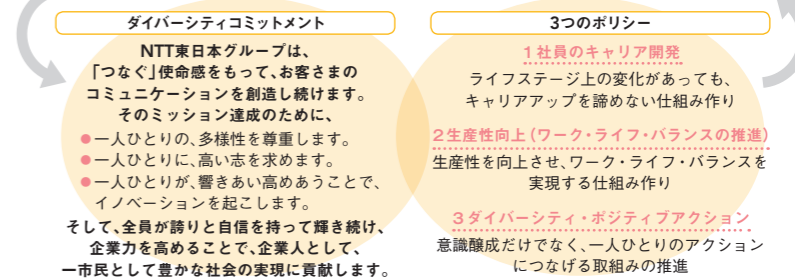 ダイバーシティコミットメント
NTT東日本グループは、
「つなぐ」使命感をもって、お客さまの
コミュニケーションを創造し続けます。
そのミッション達成のために、
●一人ひとりの、多様性を尊重します。
●一人ひとりに、高い志を求めます。
●一人ひとりが、響きあい高めあうことで、
イノベーションを起こします。
そして、全員が誇りと自信を持って輝き続け、
企業力を高めることで、企業人として、
一市民として豊かな社会の実現に貢献します。
3つのポリシー
1社員のキャリア開発
ライフステージ上の変化があっても、
キャリアアップを諦めない仕組み作り
2生産性向上（ワーク・ライフ・バランスの推進）
生産性を向上させ、ワーク・ライフ・バランスを
実現する仕組み作り
3ダイバーシティ・ポジティブアクション
意識醸成だけでなく、一人ひとりのアクション
につなげる取組みの推進